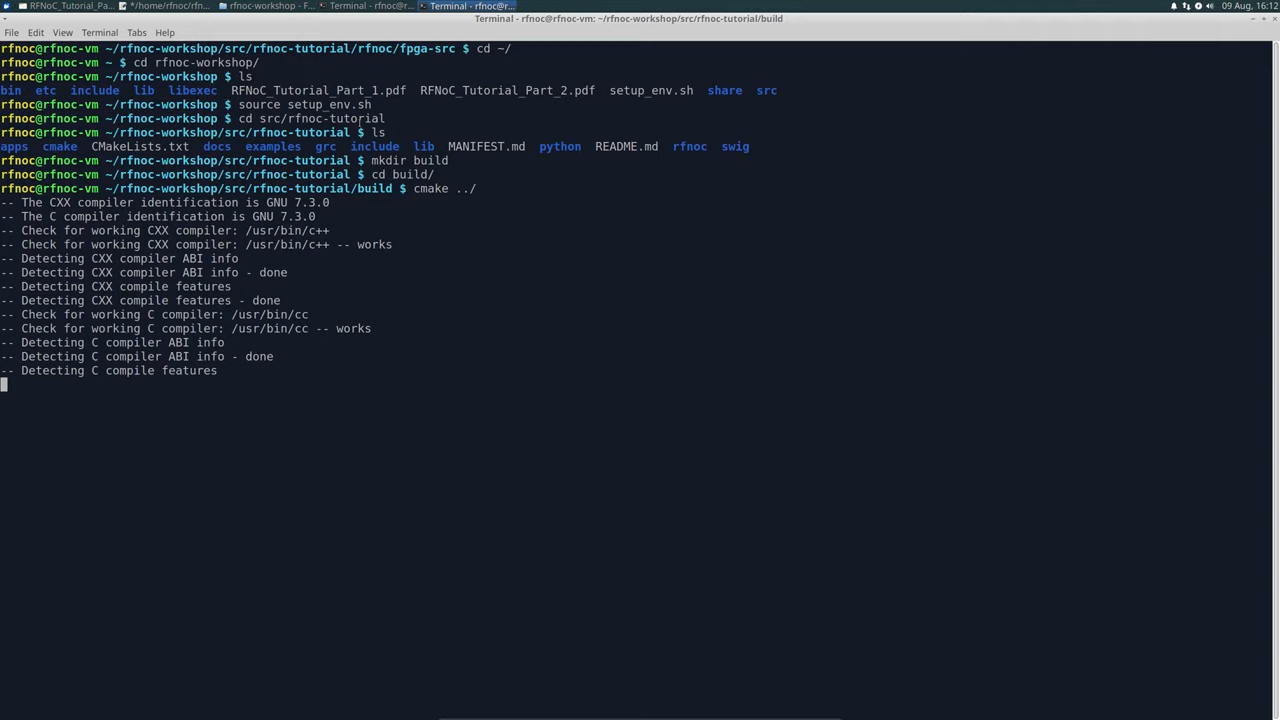 RFNoC_Tutorial_Pa... */home/rfnoc/rfn... rfnoc-workshop - F... Terminal - rfnoc@r... Terminal - rfnoc@r... 09 Aug, 16:12
Terminal - rfnoc@rfnoc-vm: ~/rfnoc-workshop/src/rfnoc-tutorial/build
File Edit View Terminal Tabs Help
rfnoc@rfnoc-vm ~/rfnoc-workshop/src/rfnoc-tutorial/rfnoc/fpga-src $ cd ~/
rfnoc@rfnoc-vm ~ $ cd rfnoc-workshop/
rfnoc@rfnoc-vm ~/rfnoc-workshop $ ls
bin etc include lib libexec RFNoC_Tutorial_Part_1.pdf RFNoC_Tutorial_Part_2.pdf setup_env.sh share src
rfnoc@rfnoc-vm ~/rfnoc-workshop $ source setup_env.sh
rfnoc@rfnoc-vm ~/rfnoc-workshop $ cd src/rfnoc-tutorial
rfnoc@rfnoc-vm ~/rfnoc-workshop/src/rfnoc-tutorial $ ls
apps cmake CMakeLists.txt docs examples grc include lib MANIFEST.md python README.md rfnoc swig
rfnoc@rfnoc-vm ~/rfnoc-workshop/src/rfnoc-tutorial $ mkdir build
rfnoc@rfnoc-vm ~/rfnoc-workshop/src/rfnoc-tutorial $ cd build/
rfnoc@rfnoc-vm ~/rfnoc-workshop/src/rfnoc-tutorial/build $ cmake ../
-- The CXX compiler identification is GNU 7.3.0
-- The C compiler identification is GNU 7.3.0
-- Check for working CXX compiler: /usr/bin/c++
-- Check for working CXX compiler: /usr/bin/c++ -- works
-- Detecting CXX compiler ABI info
-- Detecting CXX compiler ABI info - done
-- Detecting CXX compile features
-- Detecting CXX compile features - done
-- Check for working C compiler: /usr/bin/cc
-- Check for working C compiler: /usr/bin/cc -- works
-- Detecting C compiler ABI info
-- Detecting C compiler ABI info - done
-- Detecting C compile features